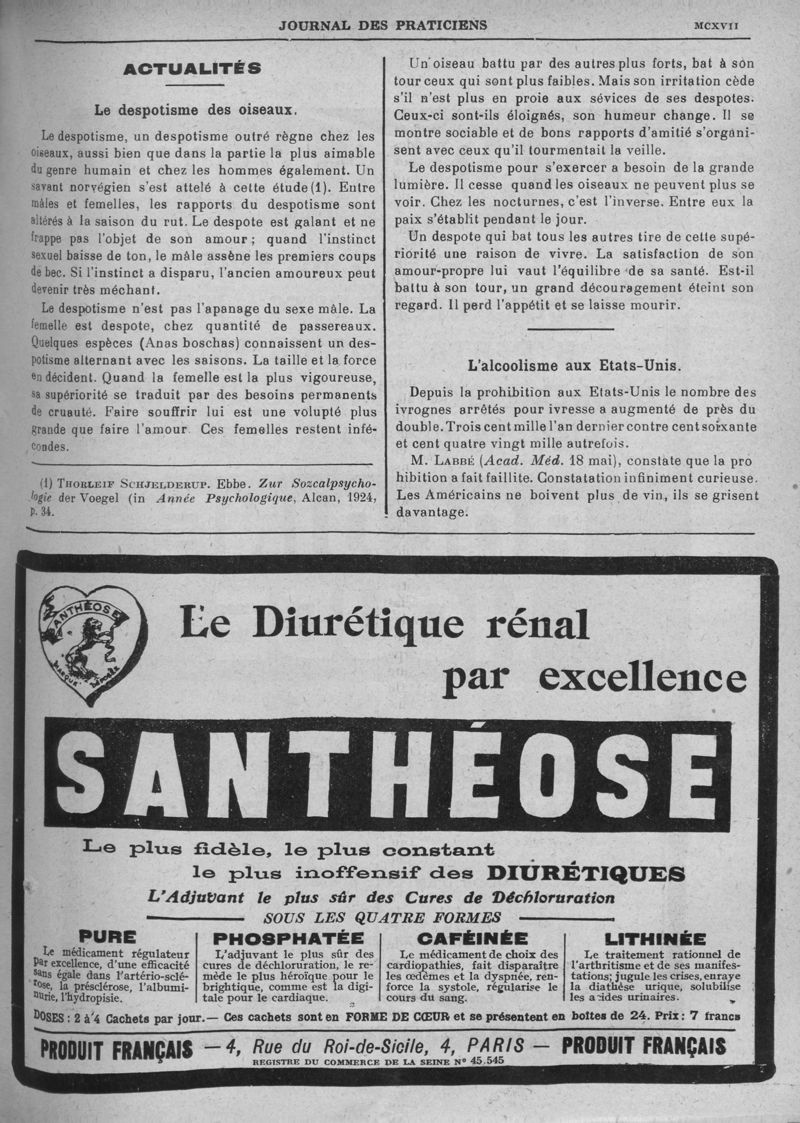 JOURNAL DES PRATICIENS MCXVII
ACTUALITÉS
Le despotisme des oiseaux.
Le despotisme, un despotisme outré règne chez les
oiseaux, aussi bien que dans la partie la plus aimable
du genre humain et chez les hommes également. Un
savant norvégien s'est attelé à cette étude (1). Entre
mâles et femelles, les rapports du despotisme sont
altérés à la saison du rut. Le despote est galant et ne
frappe pas l'objet de son amour ; quand l'instinct
sexuel baisse de ton, le mâle assène les premiers coups
de bec. Si l'instinct a disparu, l'ancien amoureux peut
devenir très méchant.
Le despotisme n'est pas l'apanage du sexe mâle. La
femelle est despote, chez quantité de passereaux.
Quelques espèces (Anas boschas) connaissent un des-
potisme alternant avec les saisons. La taille et la force
en décident. Quand la femelle est la plus vigoureuse,
sa supériorité se traduit par des besoins permanents
de cruauté. Faire souffrir lui est une volupté plus
grande que faire l'amour. Ces femelles restent infé-
condes.
(1) THORLEIF SCHJELDERUP. Ebbe. Zur Sozcalpsycho-
logie der Voegel (in Année Psychologique, Alcan, 1924,
p. 34.
Un oiseau battu par des autres plus forts, bat à son
tour ceux qui sont plus faibles. Mais son irritation cède
s'il n'est plus en proie aux sévices de ses despotes.
Ceux-ci sont-ils éloignés, son humeur change. Il se
montre sociable et de bons rapports d'amitié s'organi-
sent avec ceux qu'il tourmentait la veille.
Le despotisme pour s'exercer a besoin de la grande
lumière. Il cesse quand les oiseaux ne peuvent plus se
voir. Chez les nocturnes, c'est l'inverse. Entre eux la
paix s'établit pendant le jour.
Un despote qui bat tous les autres tire de cette supé-
riorité une raison de vivre. La satisfaction de son
amour-propre lui vaut l'équilibre de sa santé. Est-il
battu à son tour, un grand découragement éteint son
regard. Il perd l'appétit et se laisse mourir.
L'alcoolisme aux Etats-Unis.
Depuis la prohibition aux Etats-Unis le nombre des
ivrognes arrêtés pour ivresse a augmenté de près du
double. Trois cent mille l'an dernier contre cent soixante
et cent quatre vingt mille autrefois.
M. LABBÉ (Acad. Méd. 18 mai), constate que la pro
hibition a fait faillite. Constatation infiniment curieuse.
Les Américains ne boivent plus de vin, ils se grisent
davantage.
SANTHÉOSE
MARQUE DÉPOSÉE
Le Diurétique rénal
par excellence
SANTHÉOSE
Le plus fidèle, le plus constant
le plus inoffensif des DIURÉTIQUES
L'Adjuvant le plus sûr des Cures de Déchloruration
SOUS LES QUATRE FORMES
PURE
Le médicament régulateur
par excellence, d'une efficacité
sans égale dans l'artério-sclé-
rose, la présclérose, l'albumi-
nurie, l'hydropisie.
PHOSPHATÉE
L'adjuvant le plus sûr des
cures de déchloruration, le re-
mède le plus héroïque pour le
brightique, comme est la digi-
tale pour le cardiaque.
CAFÉINÉE
Le médicament de choix des
cardiopathies, fait disparaître
les œdèmes et la dyspnée, ren-
force la systole, régularise le
cours du sang.
LITHINÉE
Le traitement rationnel de
l'arthritisme et de ses manifes-
tations; jugule les crises, enraye
la diathèse urique, solubilise
les acides urinaires.
DOSES : 2 à 4 Cachets par jour. — Ces cachets sont en FORME DE CŒUR et se présentent en boîtes de 24. Prix : 7 francs
PRODUIT FRANÇAIS — 4, Rue du Roi-de-Sicile, 4, PARIS — PRODUIT FRANÇAIS
REGISTRE DU COMMERCE DE LA SEINE N° 45.545